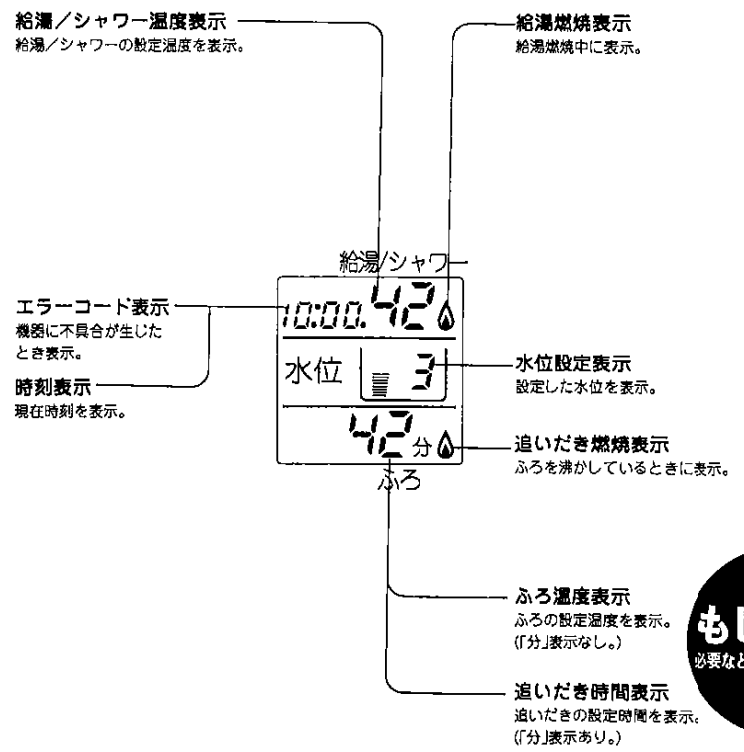 給湯／シャワー温度表示
給湯／シャワーの設定温度を表示。
給湯燃焼表示
給湯燃焼中に表示。
給湯/シャワー
エラーコード表示
機器に不具合が生じた
とき表示。
時刻表示
現在時刻を表示。
10:00. 42
水位 3
42分
ふろ
水位設定表示
設定した水位を表示。
追いだき燃焼表示
ふろを沸かしているときに表示。
ふろ温度表示
ふろの設定温度を表示。
(「分」表示なし。)
追いだき時間表示
追いだきの設定時間を表示。
(「分」表示あり。)
必要なと